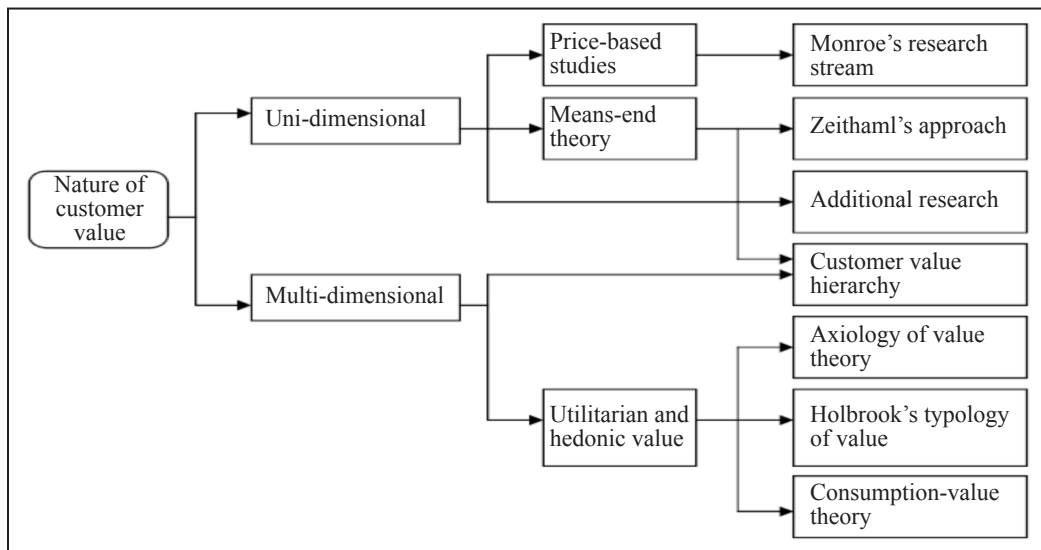 Nature of
customer
value
Uni-dimensional
Multi-dimensional
Price-based
studies
Means-end
theory
Utilitarian and
hedonic value
Monroe’s research
stream
Zeithaml’s approach
Additional research
Customer value
hierarchy
Axiology of value
theory
Holbrook’s typology
of value
Consumption-value
theory